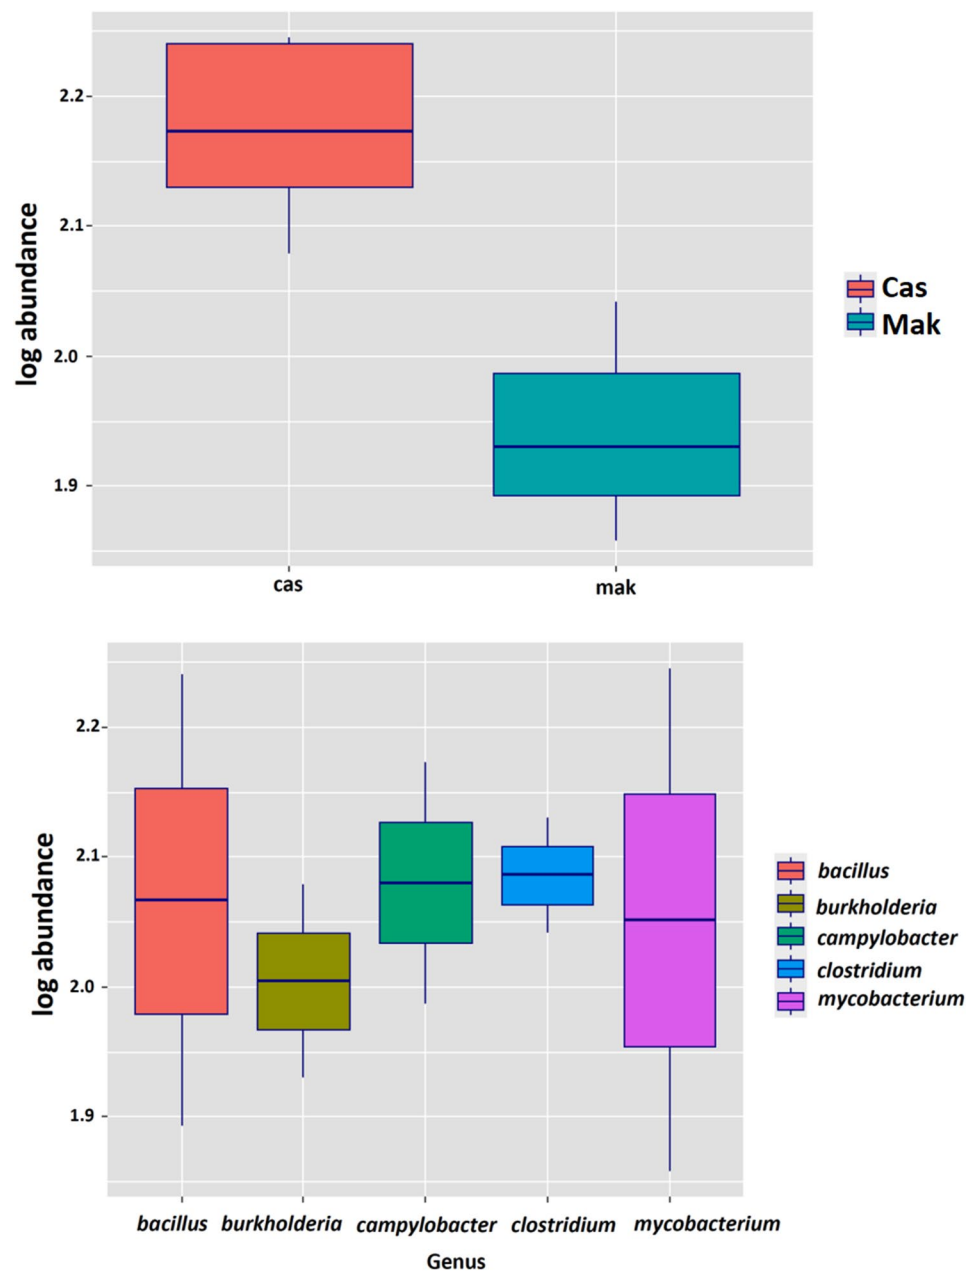 log abundance
2.2
2.1
2.0
1.9
cas
mak
Cas
Mak
log abundance
2.2
2.1
2.0
1.9
bacillus
burkholderia
campylobacter
clostridium
mycobacterium
Genus
bacillus
burkholderia
campylobacter
clostridium
mycobacterium